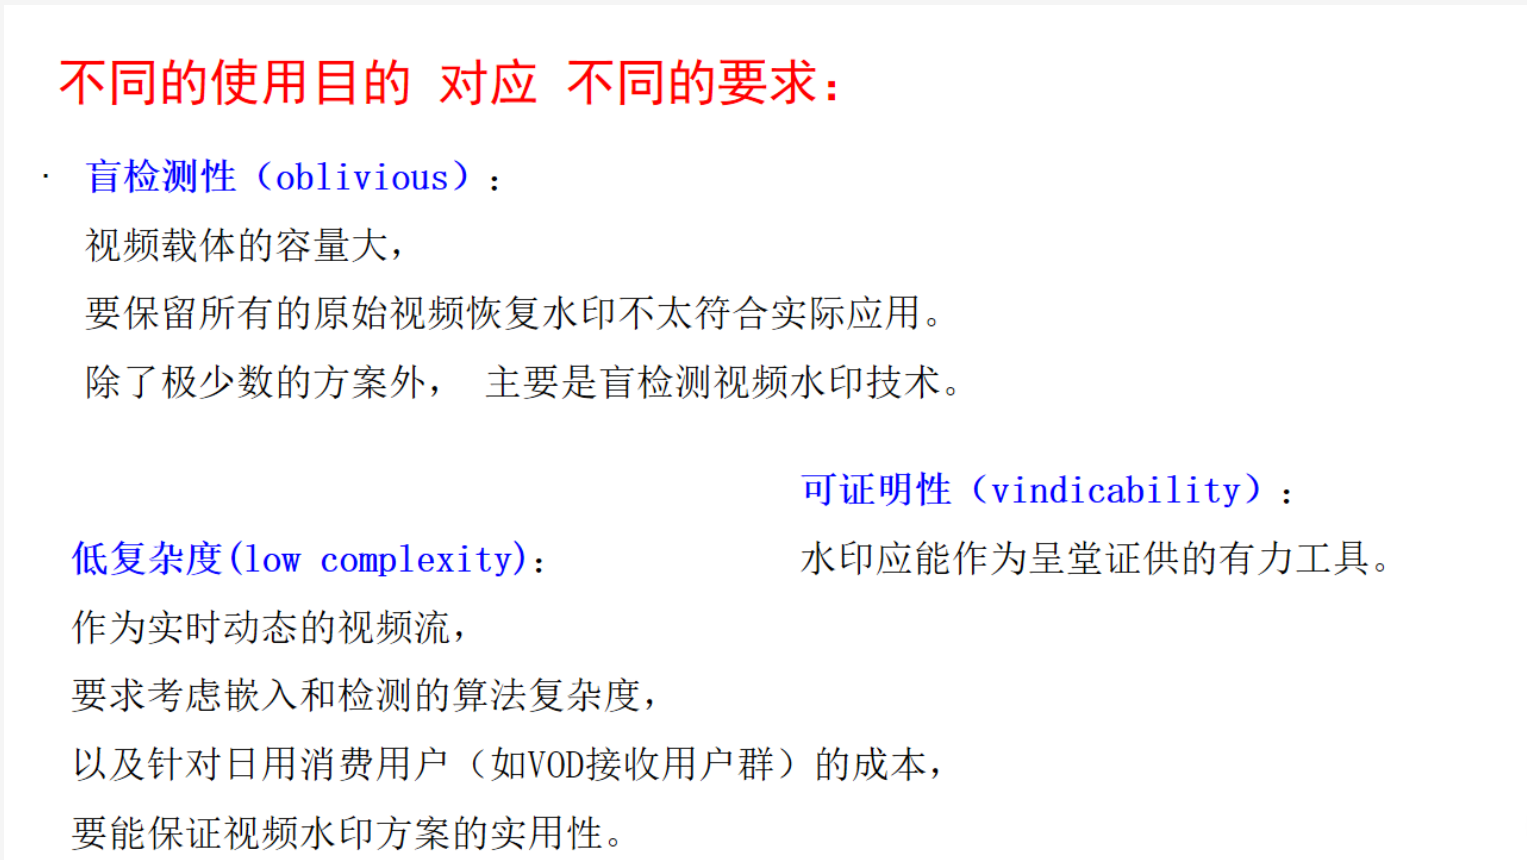 不同的使用目的 对应 不同的要求：
· 盲检测性（oblivious）：
视频载体的容量大，
要保留所有的原始视频恢复水印不太符合实际应用。
除了极少数的方案外， 主要是盲检测视频水印技术。
可证明性（vindicability）：
水印应能作为呈堂证供的有力工具。
低复杂度(low complexity)：
作为实时动态的视频流，
要求考虑嵌入和检测的算法复杂度，
以及针对日用消费用户（如VOD接收用户群）的成本，
要能保证视频水印方案的实用性。